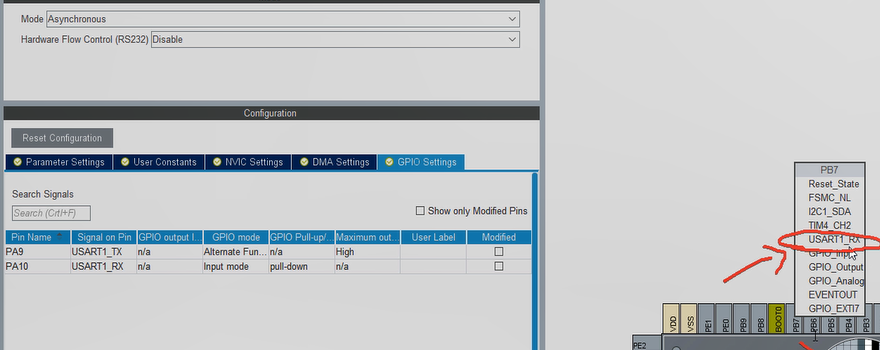 Mode Asynchronous
Hardware Flow Control (RS232) Disable
Configuration
Reset Configuration
Parameter Settings User Constants NVIC Settings DMA Settings GPIO Settings
Search Signals
Search (CrtI+F) Show only Modified Pins
Pin Name Signal on Pin GPIO output l... GPIO mode GPIO Pull-up/... Maximum out... User Label Modified
PA9 USART1_TX n/a Alternate Fun... n/a High
PA10 USART1_RX n/a Input mode pull-down n/a
PB7
Reset_State
FSMC_NL
I2C1_SDA
TIM4_CH2
USART1_RX
GPIO_Input
GPIO_Output
GPIO_Analog
EVENTOUT
GPIO_EXTI7
VDD VSS PE1 PE0 PB9 PB8 BOOT0 PB7 PB6 PB5 PB4 PB3
PE2